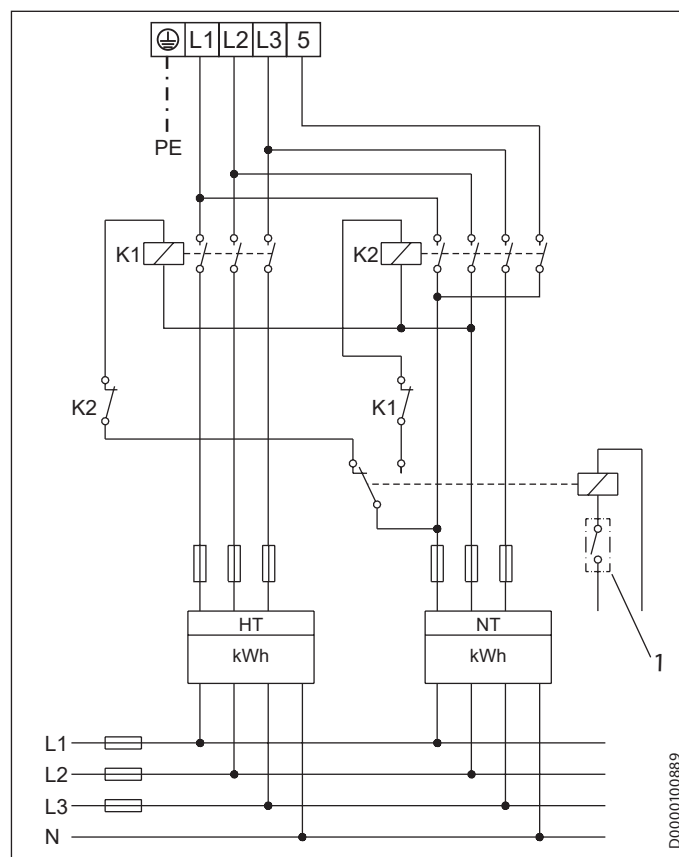 L1 L2 L3 5
PE
K1 K2
K2 K1
1
HT NT
kWh kWh
L1
L2
L3
N
D0000100889